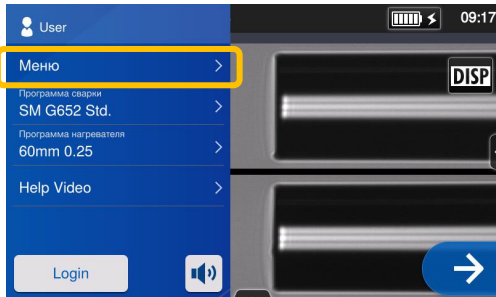 User
09:17
Меню
DISP
Программа сварки
SM G652 Std.
Программа нагревателя
60mm 0.25
Help Video
Login